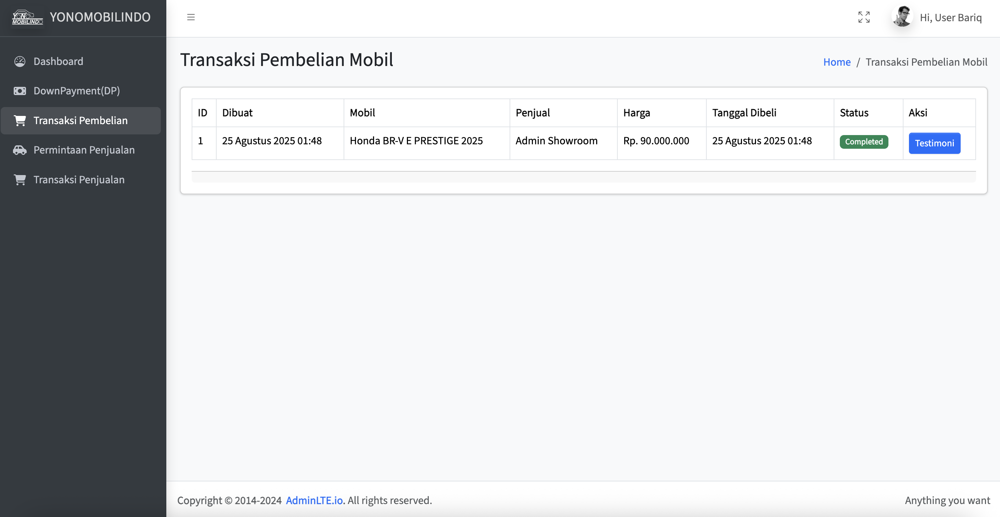 YONO
MOBILINDO
YONOMOBILINDO
Hi, User Bariq
Dashboard
DownPayment(DP)
Transaksi Pembelian
Permintaan Penjualan
Transaksi Penjualan
Transaksi Pembelian Mobil
Home / Transaksi Pembelian Mobil
ID Dibuat Mobil Penjual Harga Tanggal Dibeli Status Aksi
1 25 Agustus 2025 01:48 Honda BR-V E PRESTIGE 2025 Admin Showroom Rp. 90.000.000 25 Agustus 2025 01:48 Completed Testimoni
Copyright © 2014-2024 AdminLTE.io. All rights reserved.
Anything you want